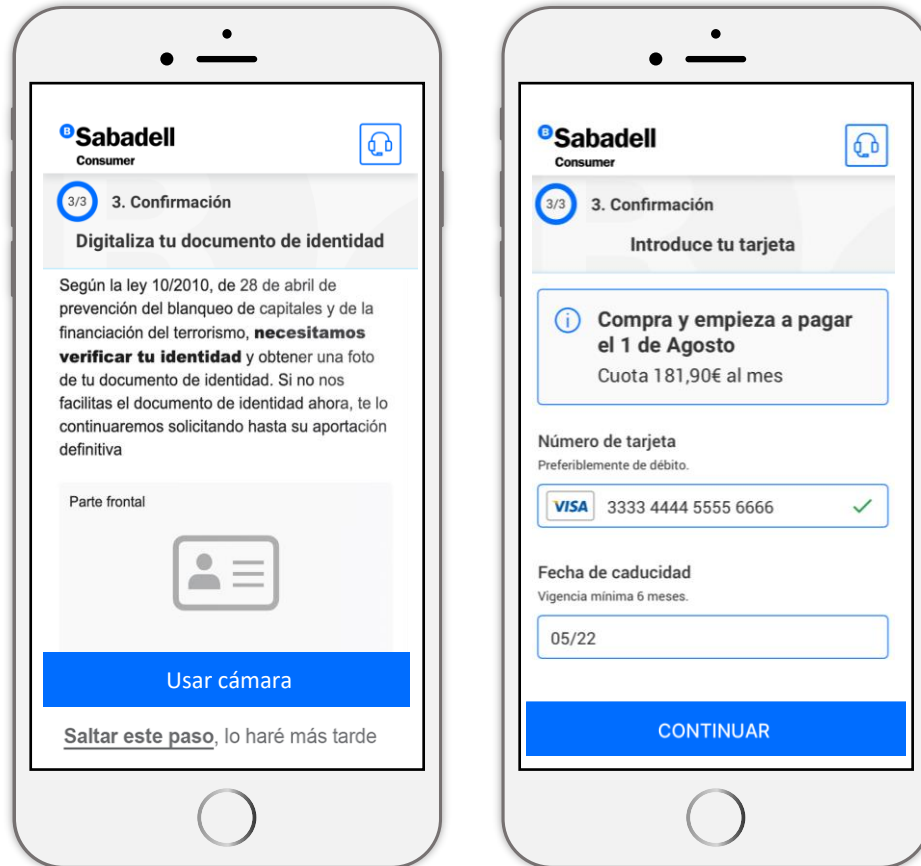 B Sabadell
Consumer
3/3 3. Confirmación
Digitaliza tu documento de identidad
Según la ley 10/2010, de 28 de abril de
prevención del blanqueo de capitales y de la
financiación del terrorismo, necesitamos
verificar tu identidad y obtener una foto
de tu documento de identidad. Si no nos
facilitas el documento de identidad ahora, te lo
continuaremos solicitando hasta su aportación
definitiva
Parte frontal
Usar cámara
Saltar este paso, lo haré más tarde
B Sabadell
Consumer
3/3 3. Confirmación
Introduce tu tarjeta
i Compra y empieza a pagar
el 1 de Agosto
Cuota 181,90€ al mes
Número de tarjeta
Preferiblemente de débito.
VISA 3333 4444 5555 6666
Fecha de caducidad
Vigencia mínima 6 meses.
05/22
CONTINUAR